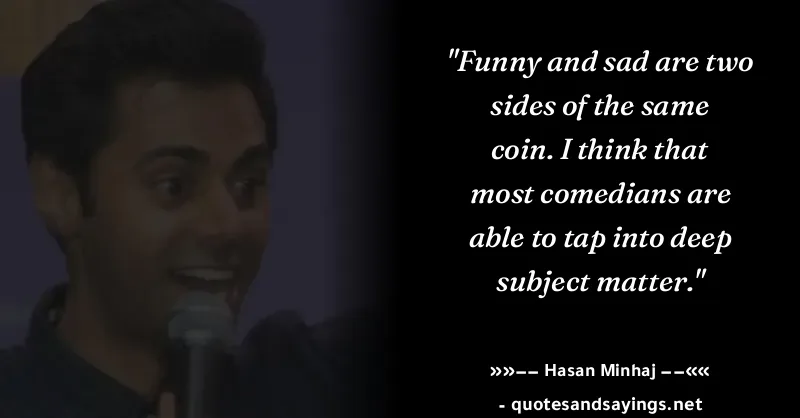 "Funny and sad are two
sides of the same
coin. I think that
most comedians are
able to tap into deep
subject matter."
»»−− Hasan Minhaj −−««
- quotesandsayings.net